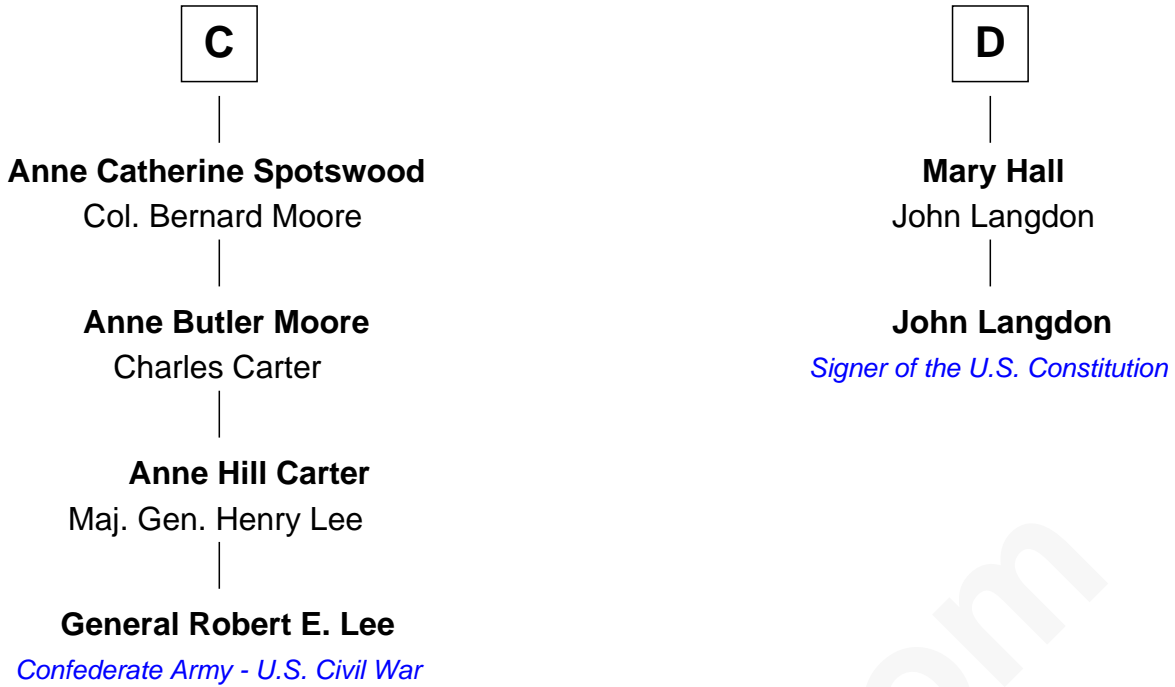 C
Anne Catherine Spotswood
Col. Bernard Moore
Anne Butler Moore
Charles Carter
Anne Hill Carter
Maj. Gen. Henry Lee
General Robert E. Lee
Confederate Army - U.S. Civil War
D
Mary Hall
John Langdon
John Langdon
Signer of the U.S. Constitution
om